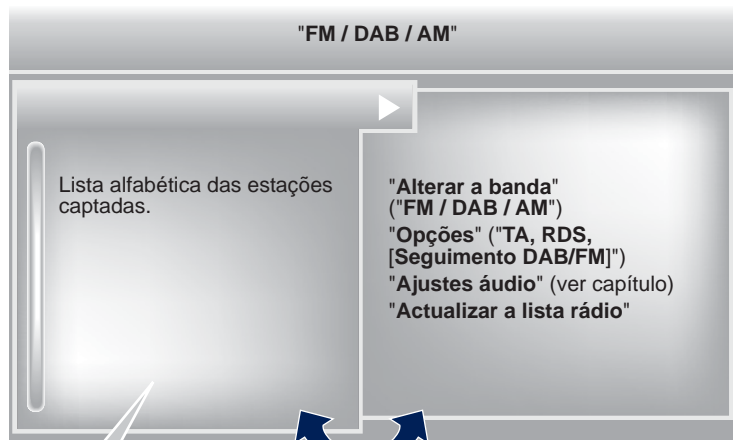 "FM / DAB / AM"
Lista alfabética das estações
captadas.
"Alterar a banda"
("FM / DAB / AM")
"Opções" ("TA, RDS,
[Seguimento DAB/FM]")
"Ajustes áudio" (ver capítulo)
"Actualizar a lista rádio"